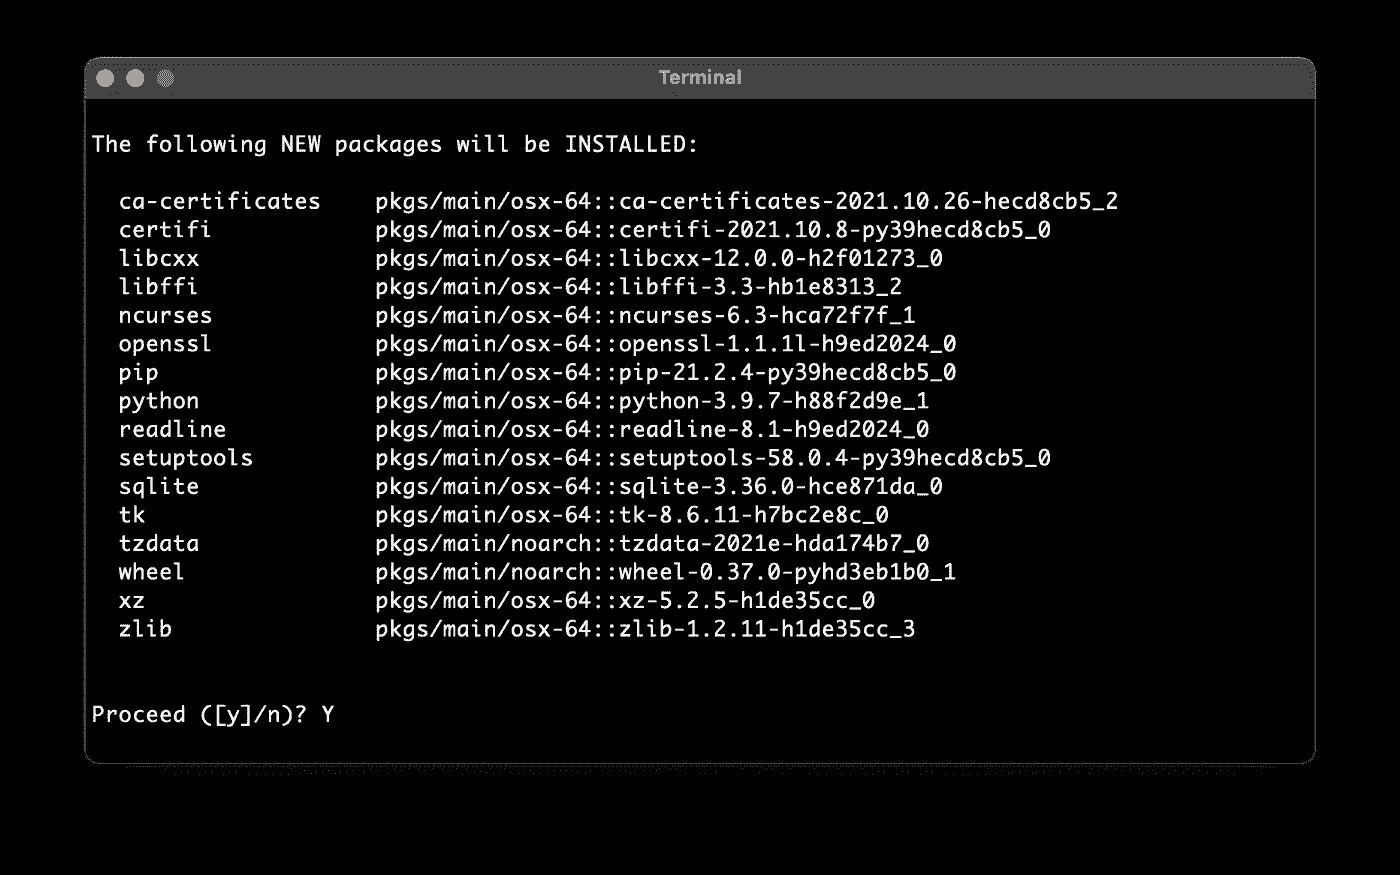 Terminal
The following NEW packages will be INSTALLED:
ca-certificates pkgs/main/osx-64::ca-certificates-2021.10.26-hecd8cb5_2
certifi pkgs/main/osx-64::certifi-2021.10.8-py39hecd8cb5_0
libcxx pkgs/main/osx-64::libcxx-12.0.0-h2f01273_0
libffi pkgs/main/osx-64::libffi-3.3-hb1e8313_2
ncurses pkgs/main/osx-64::ncurses-6.3-hca72f7f_1
openssl pkgs/main/osx-64::openssl-1.1.1l-h9ed2024_0
pip pkgs/main/osx-64::pip-21.2.4-py39hecd8cb5_0
python pkgs/main/osx-64::python-3.9.7-h88f2d9e_1
readline pkgs/main/osx-64::readline-8.1-h9ed2024_0
setuptools pkgs/main/osx-64::setuptools-58.0.4-py39hecd8cb5_0
sqlite pkgs/main/osx-64::sqlite-3.36.0-hce871da_0
tk pkgs/main/osx-64::tk-8.6.11-h7bc2e8c_0
tzdata pkgs/main/noarch::tzdata-2021e-hda174b7_0
wheel pkgs/main/noarch::wheel-0.37.0-pyhd3eb1b0_1
xz pkgs/main/osx-64::xz-5.2.5-h1de35cc_0
zlib pkgs/main/osx-64::zlib-1.2.11-h1de35cc_3
Proceed ([y]/n)? Y